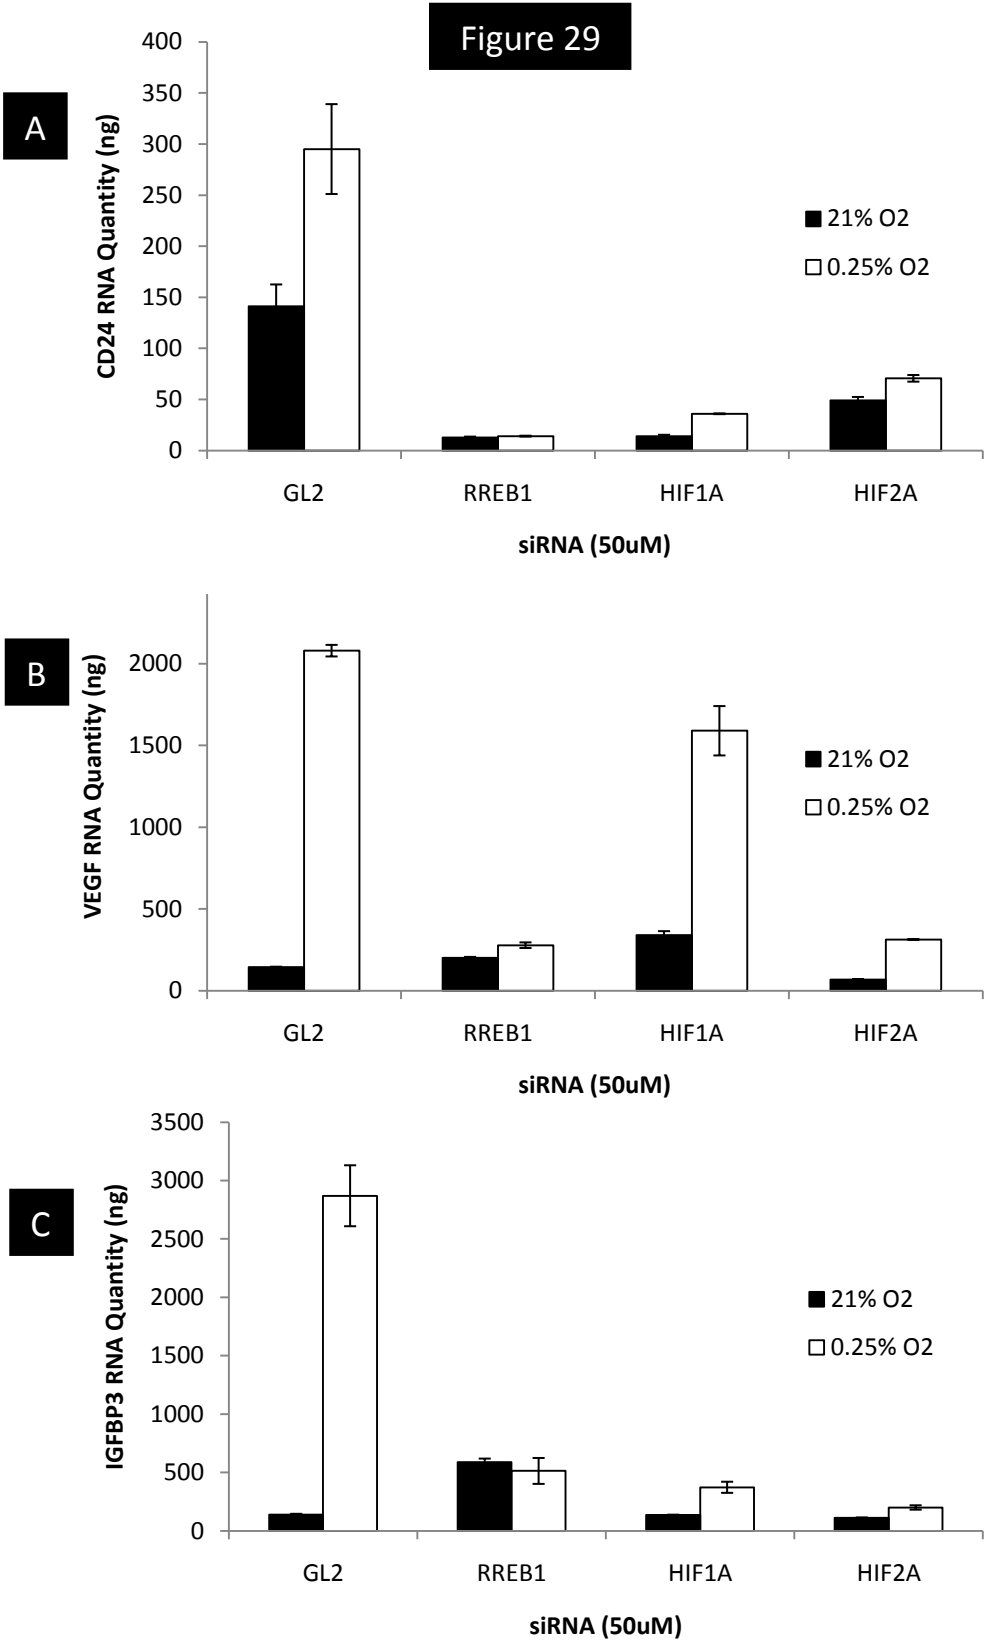 Figure 29
A
CD24 RNA Quantity (ng)
400
350
300
250
200
150
100
50
0
21% O2
0.25% O2
GL2 RREB1 HIF1A HIF2A
siRNA (50uM)
B
VEGF RNA Quantity (ng)
2000
1500
1000
500
0
21% O2
0.25% O2
GL2 RREB1 HIF1A HIF2A
siRNA (50uM)
C
IGFBP3 RNA Quantity (ng)
3500
3000
2500
2000
1500
1000
500
0
21% O2
0.25% O2
GL2 RREB1 HIF1A HIF2A
siRNA (50uM)